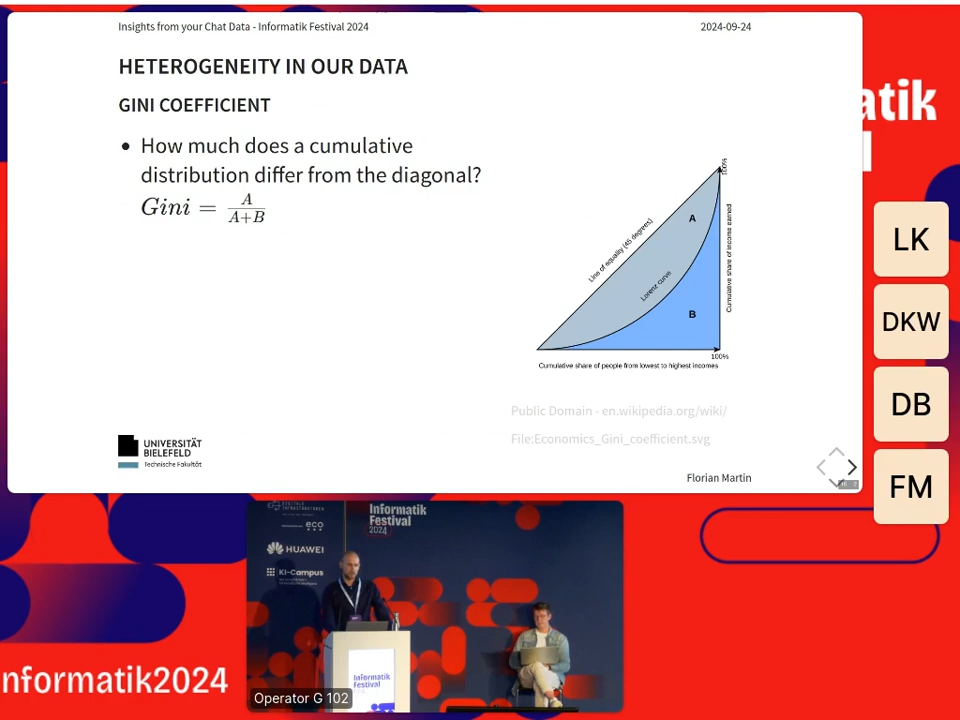 Insights from your Chat Data - Informatik Festival 2024
2024-09-24
HETEROGENEITY IN OUR DATA
GINI COEFFICIENT
• How much does a cumulative
distribution differ from the diagonal?
Gini = A / A+B
100%
Line of equality (45 degrees)
A
Cumulative share of income earned
Lorenz curve
B
100%
Cumulative share of people from lowest to highest incomes
Public Domain - en.wikipedia.org/wiki/
File:Economics_Gini_coefficient.svg
UNIVERSITÄT
BIELEFELD
Technische Fakultät
Florian Martin
atik
LK
DKW
DB
FM
eco
HUAWEI
KI-Campus
Informatik
Festival
2024
Informatik
Festival
Operator G 102
nformatik2024